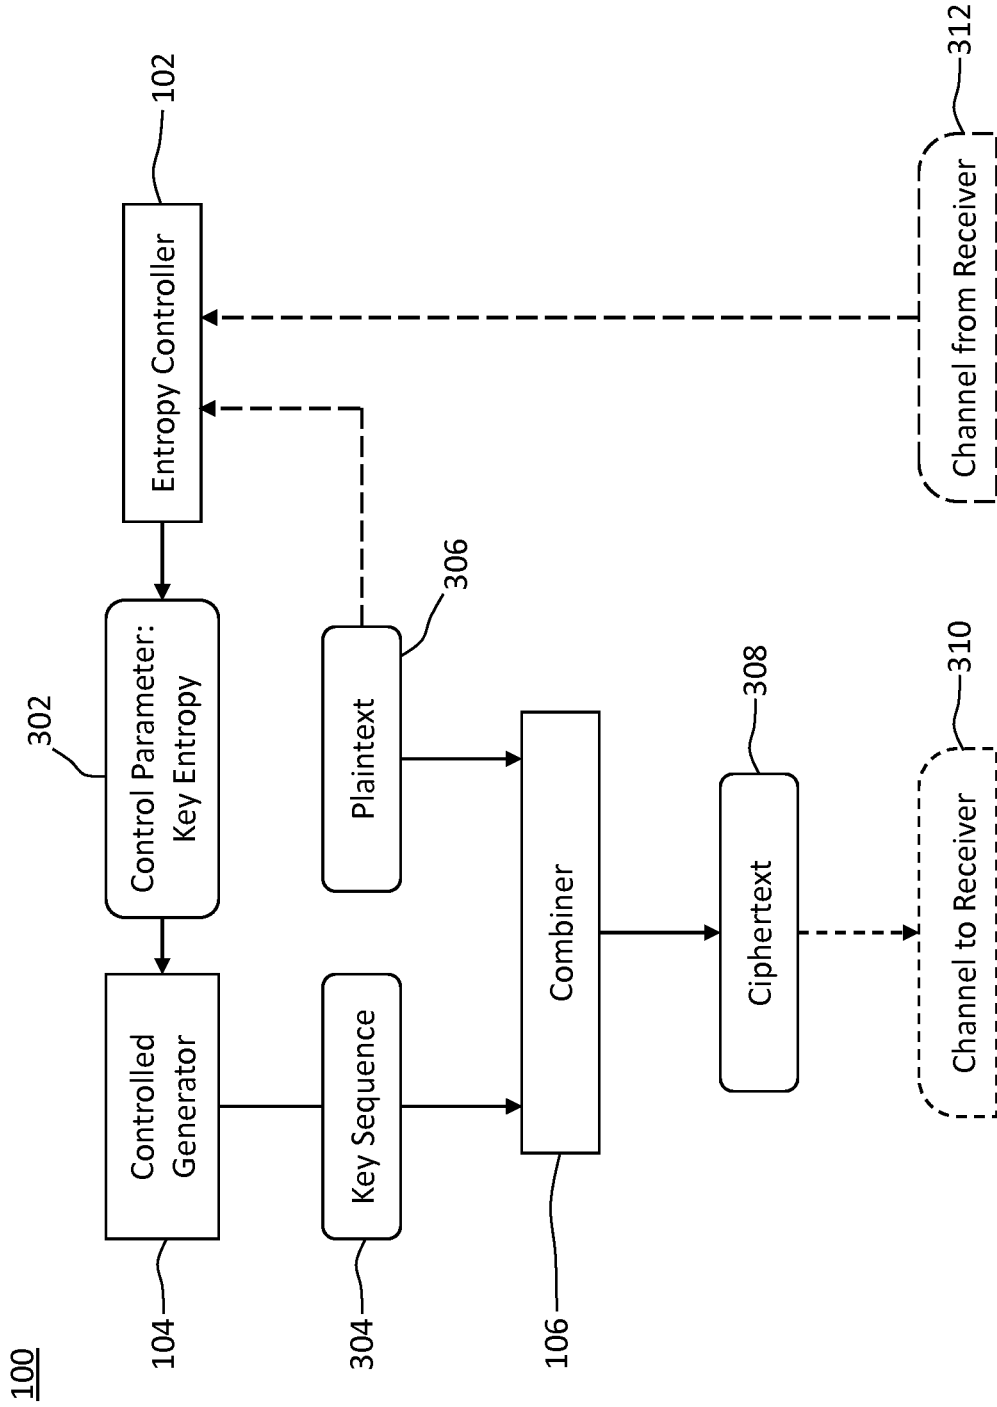 100
104
Controlled
Generator
302
Control Parameter:
Key Entropy
Entropy Controller
102
304
Key Sequence
Plaintext
306
106
Combiner
Ciphertext
308
Channel to Receiver
310
Channel from Receiver
312